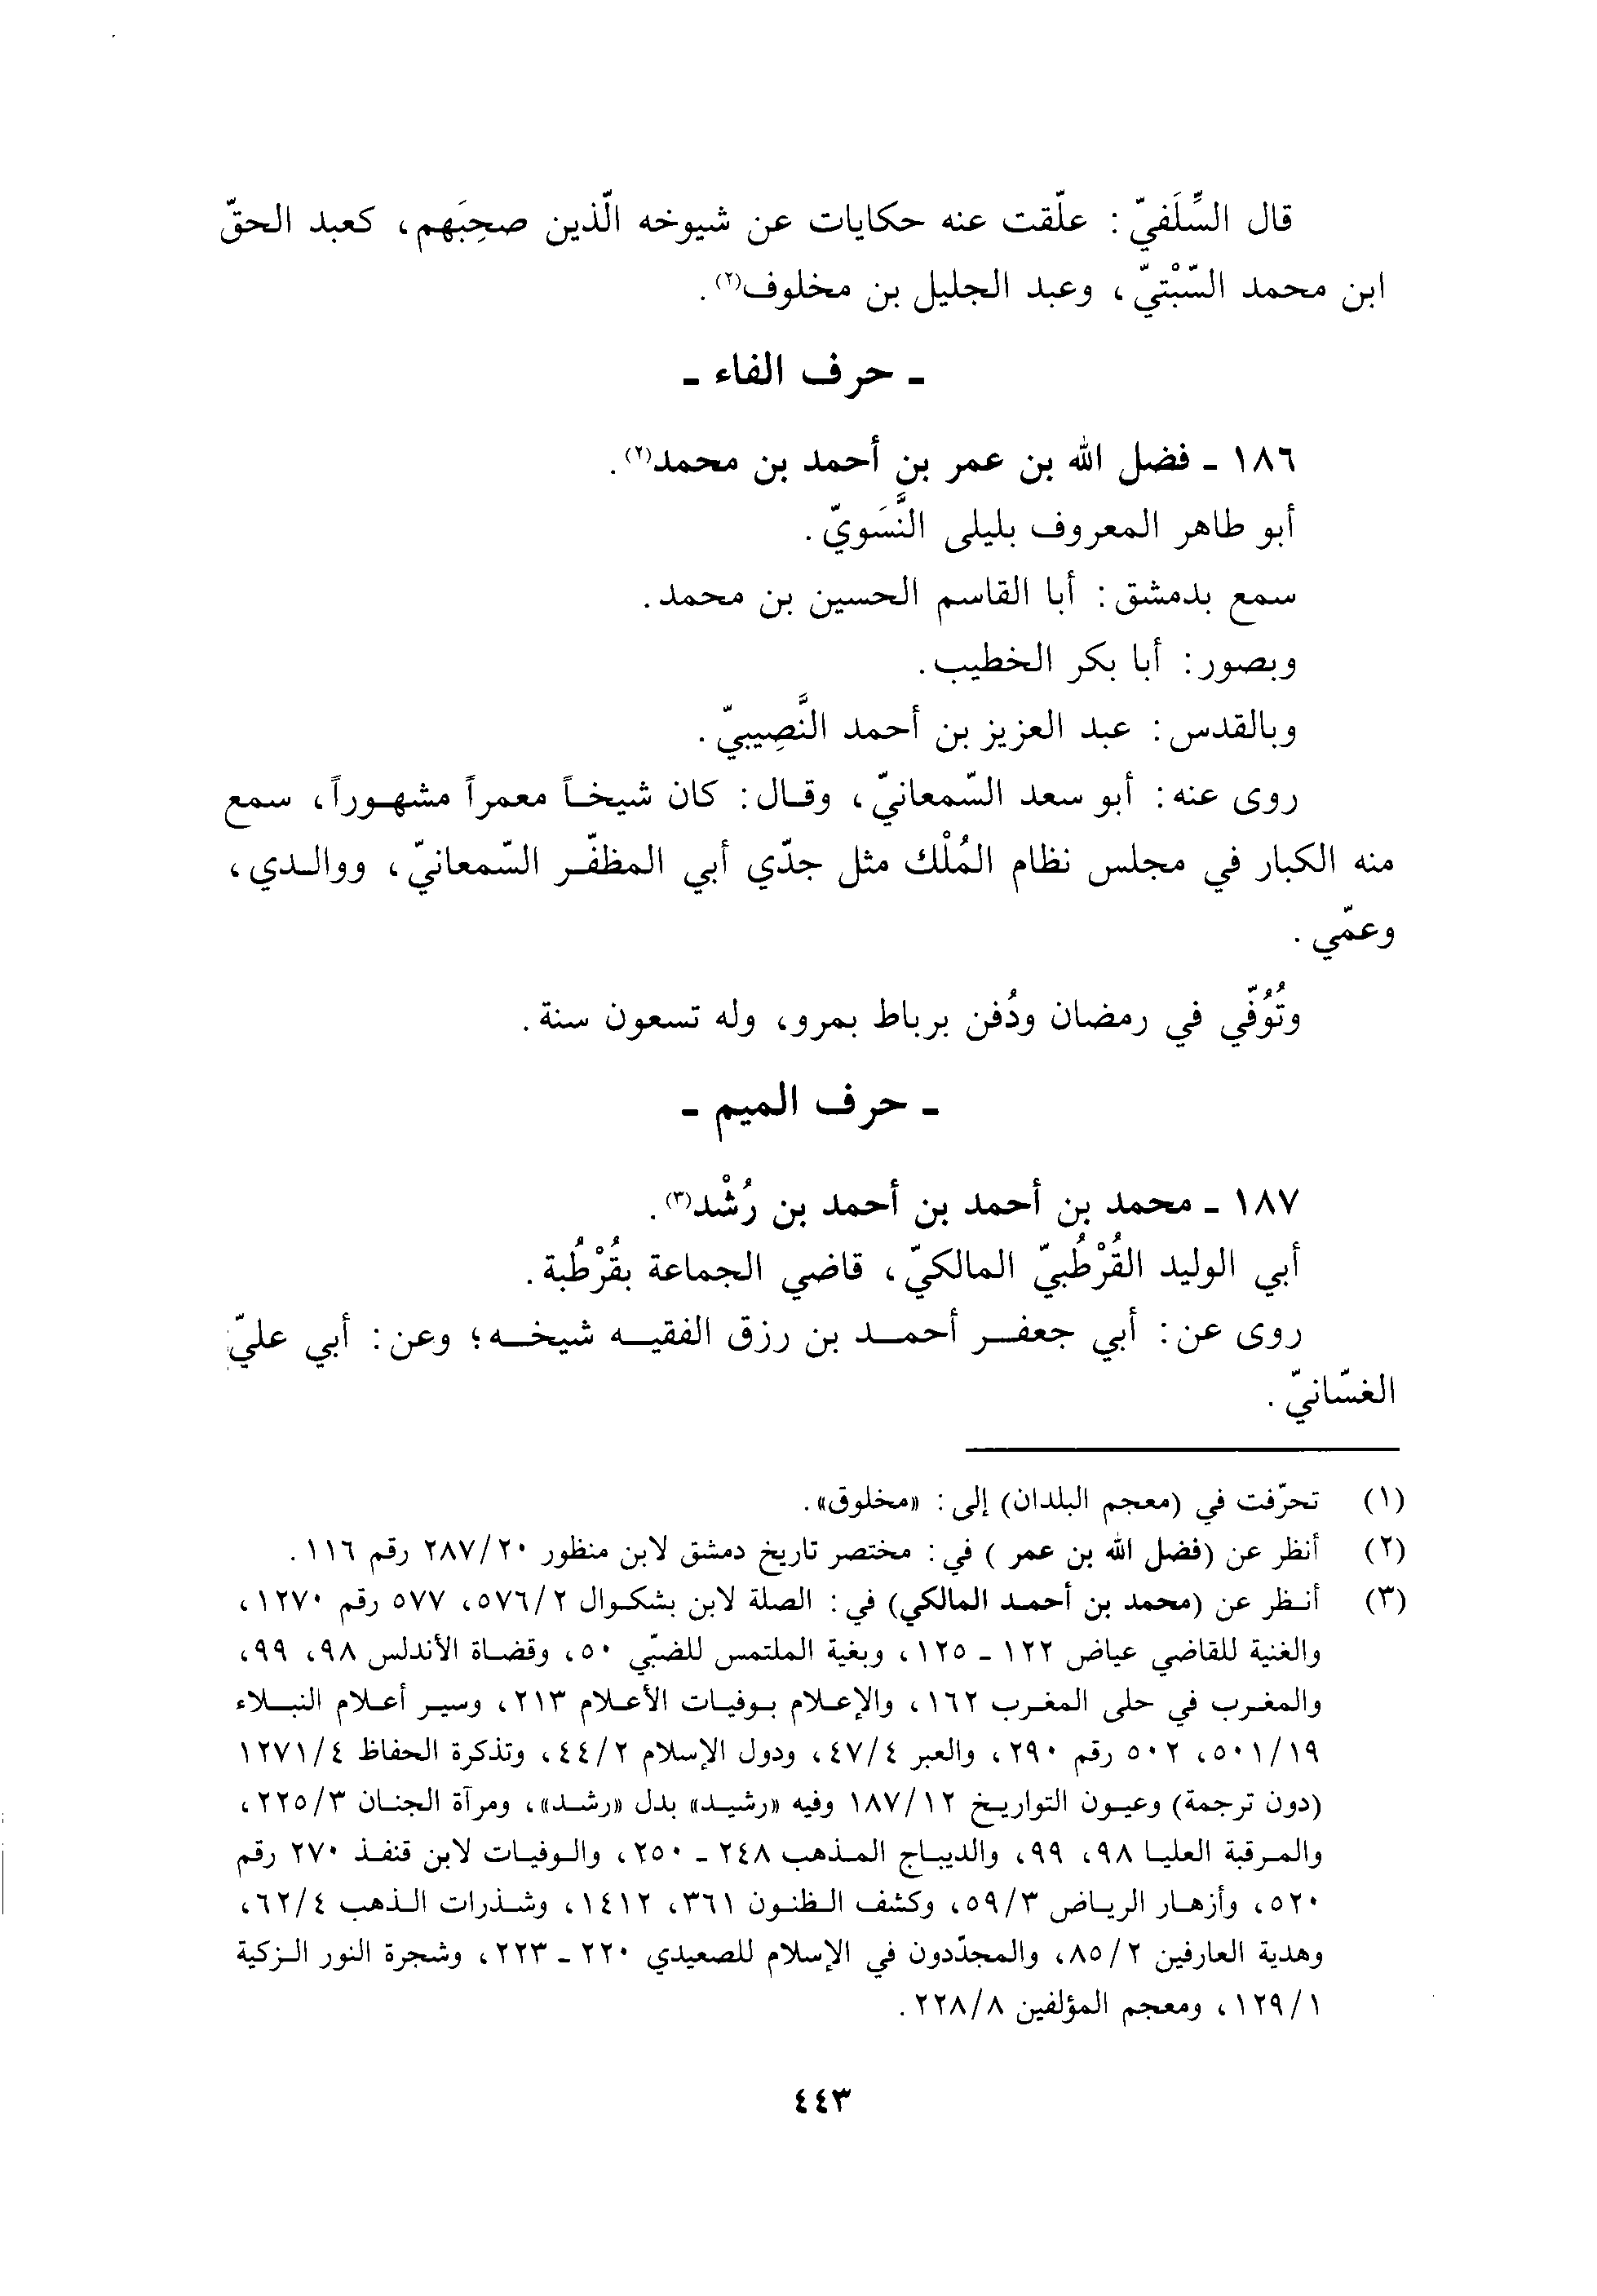 قال السِّلَفيّ: علّقت عنه حكايات عن شيوخه الّذين صحِبَهم، كعبد الحقّ
ابن محمد السّبْتيّ، وعبد الجليل بن مخلوف(٢).
ـ حرف الفاء ـ
١٨٦ ـ فضل الله بن عمر بن أحمد بن محمد(٢).
أبو طاهر المعروف بليلى النَّسَويّ.
سمع بدمشق: أبا القاسم الحسين بن محمد.
وبصور: أبا بكر الخطيب.
وبالقدس: عبد العزيز بن أحمد النَّصِيبيّ.
روى عنه: أبو سعد السّمعانيّ، وقال: كان شيخاً معمراً مشهوراً، سمع
منه الكبار في مجلس نظام المُلْك مثل جدّي أبي المظفّر السّمعانيّ، ووالدي،
وعمّي.
وتُوُفّي في رمضان ودُفن برباط بمرو، وله تسعون سنة.
ـ حرف الميم ـ
١٨٧ ـ محمد بن أحمد بن أحمد بن رُشْد(٣).
أبي الوليد القُرْطُبيّ المالكيّ، قاضي الجماعة بقُرْطُبة.
روى عن: أبي جعفر أحمد بن رزق الفقيه شيخه؛ وعن: أبي عليّ
الغسّانيّ.
(١) تحرّفت في (معجم البلدان) إلى: «مخلوق».
(٢) أنظر عن (فضل الله بن عمر) في: مختصر تاريخ دمشق لابن منظور ٢٨٧/٢٠ رقم ١١٦.
(٣) أنظر عن (محمد بن أحمد المالكي) في: الصلة لابن بشكوال ٥٧٦/٢، ٥٧٧ رقم ١٢٧٠،
والغنية للقاضي عياض ١٢٢ ـ ١٢٥، وبغية الملتمس للضبّي ٥٠، وقضاة الأندلس ٩٨، ٩٩،
والمغرب في حلى المغرب ١٦٢، والإعلام بوفيات الأعلام ٢١٣، وسير أعلام النبلاء
٥٠١/١٩، ٥٠٢ رقم ٢٩٠، والعبر ٤٧/٤، ودول الإسلام ٤٤/٢، وتذكرة الحفاظ ١٢٧١/٤
(دون ترجمة) وعيون التواريخ ١٨٧/١٢ وفيه «رشيد» بدل «رشد»، ومرآة الجنان ٢٢٥/٣،
والمرقبة العليا ٩٨، ٩٩، والديباج المذهب ٢٤٨ ـ ٢٥٠، والوفيات لابن قنفذ ٢٧٠ رقم
٥٢٠، وأزهار الرياض ٥٩/٣، وكشف الظنون ٣٦١، ١٤١٢، وشذرات الذهب ٦٢/٤،
وهدية العارفين ٨٥/٢، والمجدّدون في الإسلام للصعيدي ٢٢٠ ـ ٢٢٣، وشجرة النور الزكية
١٢٩/١، ومعجم المؤلفين ٢٢٨/٨.
٤٤٣